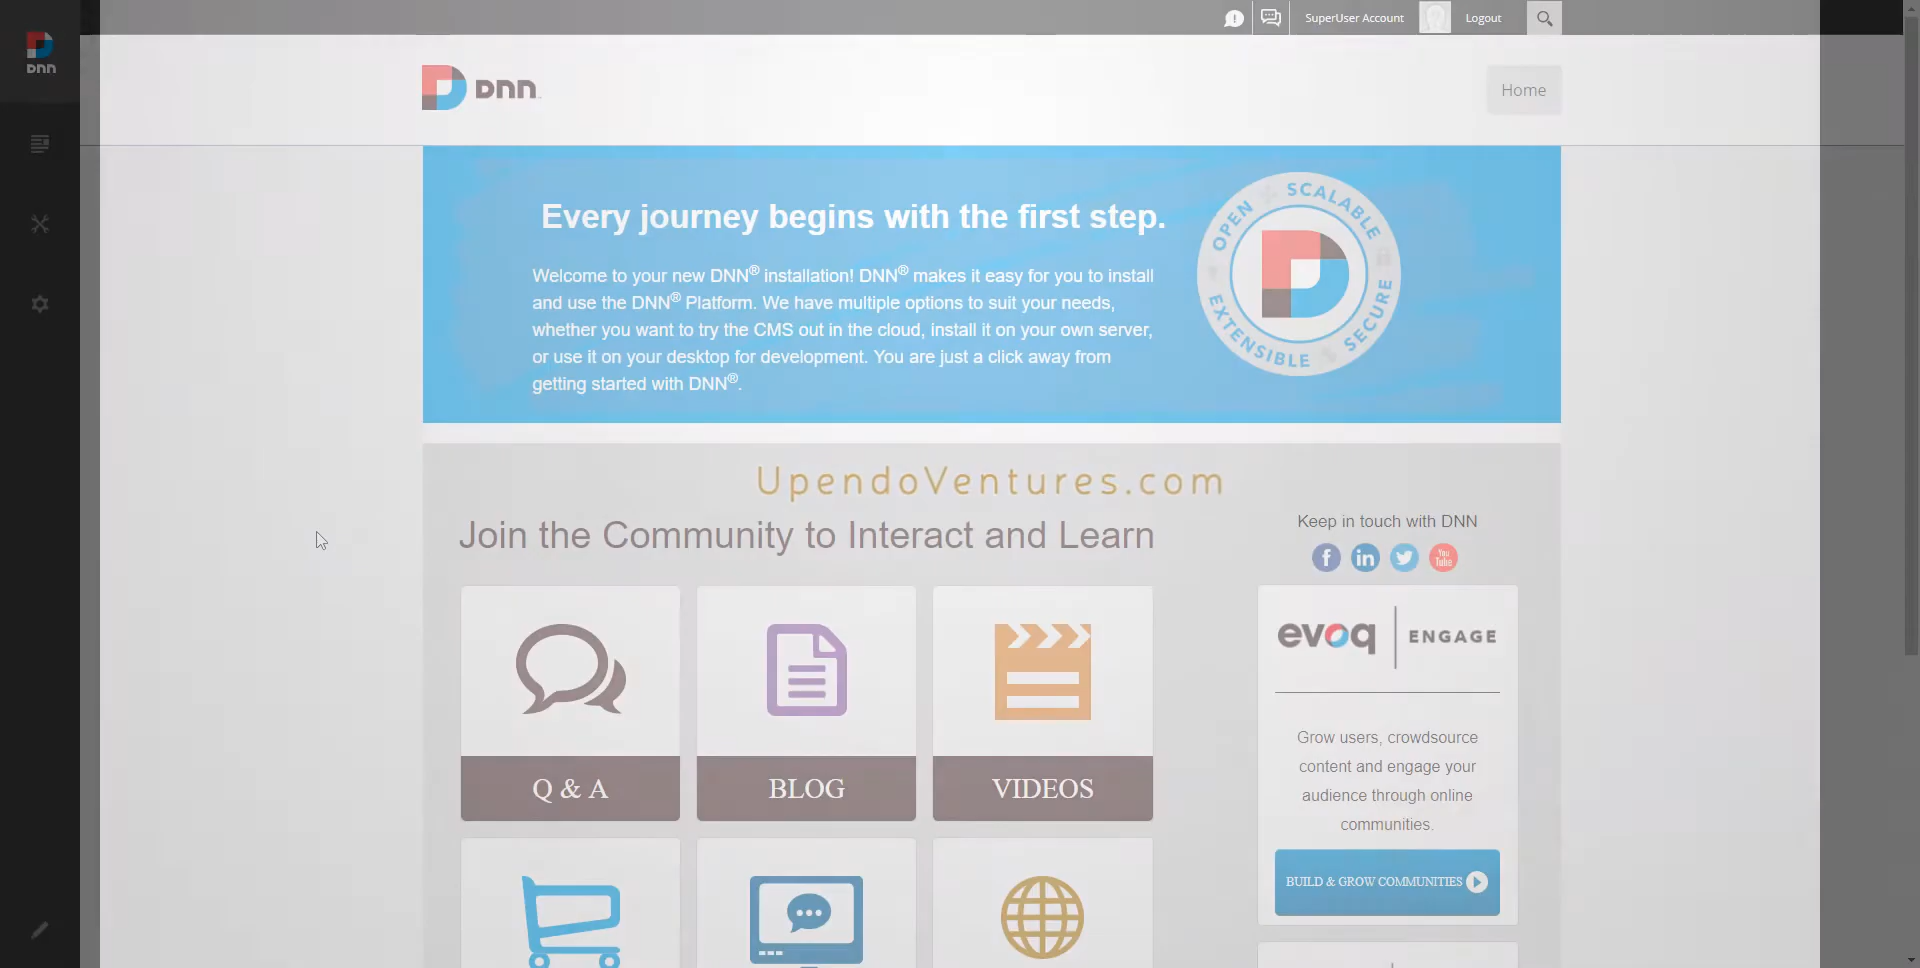 SuperUser Account
Logout
Dnn
Dnn
Home
Every journey begins with the first step.
Welcome to your new DNN® installation! DNN® makes it easy for you to install
and use the DNN® Platform. We have multiple options to suit your needs,
whether you want to try the CMS out in the cloud, install it on your own server,
or use it on your desktop for development. You are just a click away from
getting started with DNN®.
OPEN
SCALABLE
EXTENSIBLE
SECURE
UpendoVentures.com
Join the Community to Interact and Learn
Keep in touch with DNN
f
in
You
Tube
Q & A
BLOG
VIDEOS
evoq
ENGAGE
Grow users, crowdsource
content and engage your
audience through online
communities.
BUILD & GROW COMMUNITIES